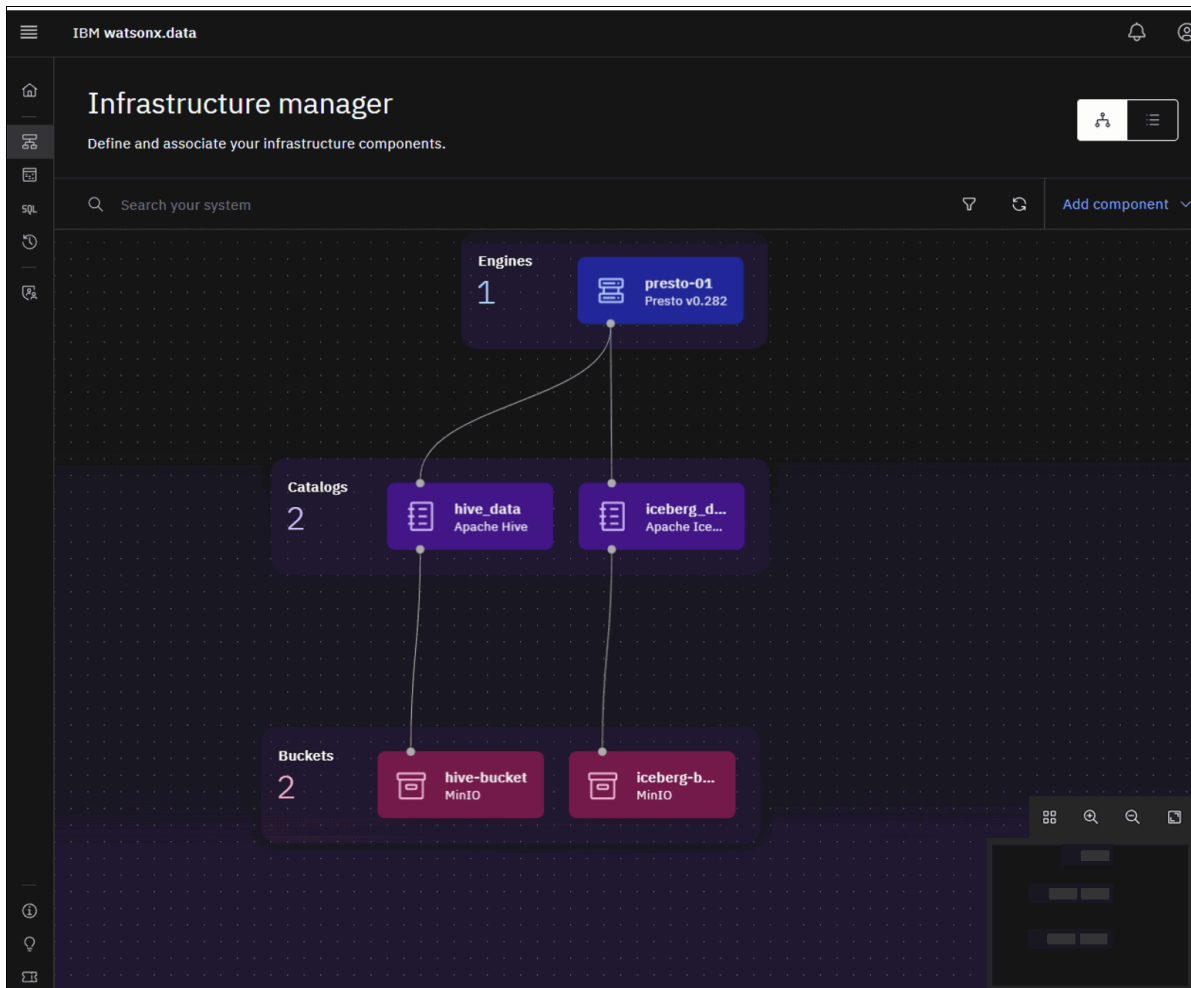 IBM watsonx.data
Infrastructure manager
Define and associate your infrastructure components.
SQL
Search your system
Add component
Engines
1
presto-01
Presto v0.282
Catalogs
2
hive_data
Apache Hive
iceberg_d...
Apache Ice...
Buckets
2
hive-bucket
MinIO
iceberg-b...
MinIO